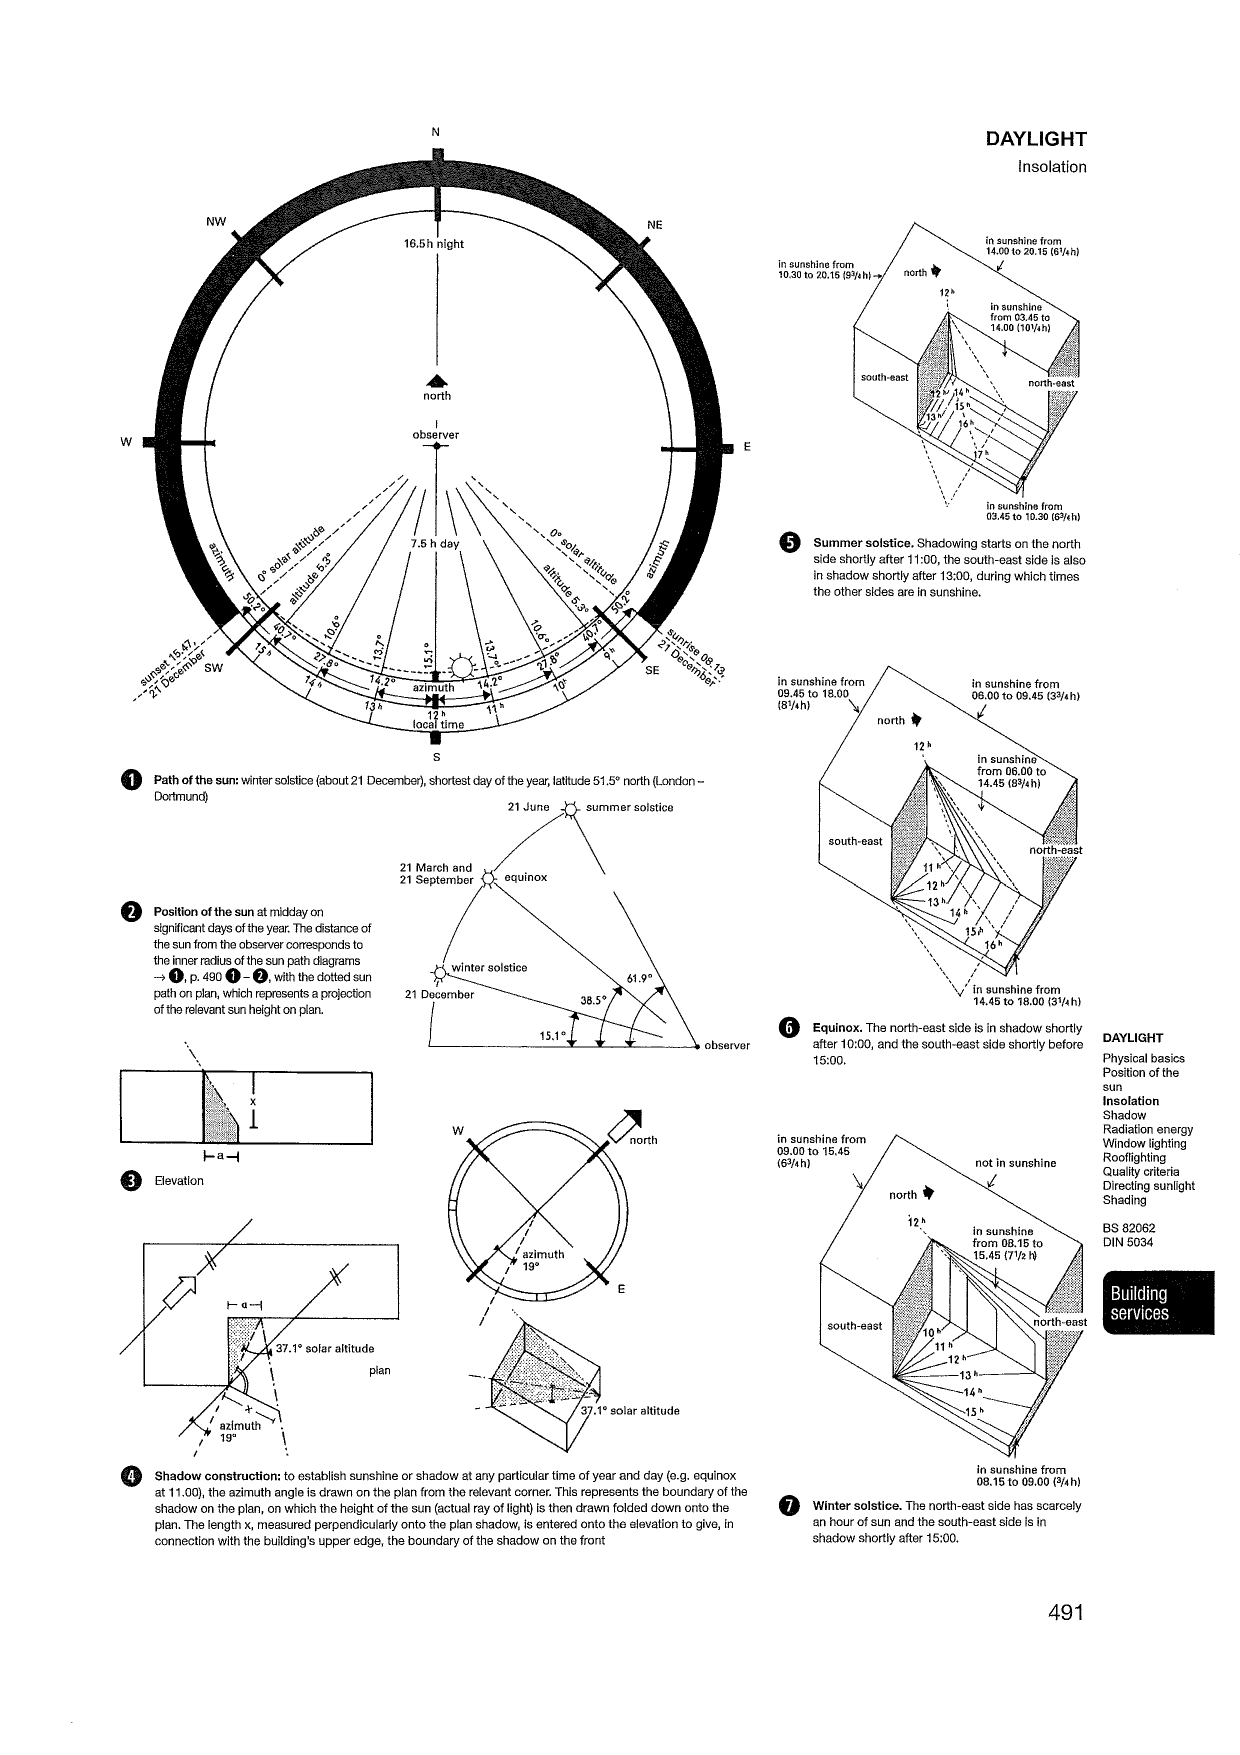 DAYLIGHT
Insolation
N
NW
NE
16.5 h night
north
observer
W
E
7.5 h day
0° solar altitude
0° solar altitude
azimuth
azimuth
altitude 5.3°
altitude 5.3°
50.2°
50.2°
40.7°
40.7°
10.6°
10.6°
13.7°
13.7°
15.1°
27.8°
27.8°
14.2°
14.2°
azimuth
15 h
14 h
13 h
12 h
11 h
10 h
9 h
local time
sunset 15.47,
21 December
sunrise 08.13,
21 December
SW
SE
S
❶ Path of the sun: winter solstice (about 21 December), shortest day of the year, latitude 51.5° north (London –
Dortmund)
21 June
summer solstice
21 March and
21 September
equinox
winter solstice
21 December
61.9°
38.5°
15.1°
observer
❷ Position of the sun at midday on
significant days of the year. The distance of
the sun from the observer corresponds to
the inner radius of the sun path diagrams
→ ❶, p. 490 ❶ – ❷, with the dotted sun
path on plan, which represents a projection
of the relevant sun height on plan.
x
a
❸ Elevation
W
north
azimuth
19°
E
a
37.1° solar altitude
plan
x
azimuth
19°
37.1° solar altitude
❹ Shadow construction: to establish sunshine or shadow at any particular time of year and day (e.g. equinox
at 11.00), the azimuth angle is drawn on the plan from the relevant corner. This represents the boundary of the
shadow on the plan, on which the height of the sun (actual ray of light) is then drawn folded down onto the
plan. The length x, measured perpendicularly onto the plan shadow, is entered onto the elevation to give, in
connection with the building's upper edge, the boundary of the shadow on the front
in sunshine from
14.00 to 20.15 (6¹/₄ h)
in sunshine from
10.30 to 20.15 (9³/₄ h)
north
12 h
in sunshine
from 03.45 to
14.00 (10¹/₄ h)
south-east
north-east
12 h
14 h
13 h
15 h
16 h
17 h
in sunshine from
03.45 to 10.30 (6³/₄ h)
❺ Summer solstice. Shadowing starts on the north
side shortly after 11:00, the south-east side is also
in shadow shortly after 13:00, during which times
the other sides are in sunshine.
in sunshine from
09.45 to 18.00
(8¹/₄ h)
in sunshine from
06.00 to 09.45 (3³/₄ h)
north
12 h
in sunshine
from 06.00 to
14.45 (8³/₄ h)
south-east
north-east
11 h
12 h
13 h
14 h
15 h
16 h
in sunshine from
14.45 to 18.00 (3¹/₄ h)
❻ Equinox. The north-east side is in shadow shortly
after 10:00, and the south-east side shortly before
15:00.
in sunshine from
09.00 to 15.45
(6³/₄ h)
not in sunshine
north
12 h
in sunshine
from 08.15 to
15.45 (7¹/₂ h)
south-east
north-east
10 h
11 h
12 h
13 h
14 h
15 h
in sunshine from
08.15 to 09.00 (³/₄ h)
❼ Winter solstice. The north-east side has scarcely
an hour of sun and the south-east side is in
shadow shortly after 15:00.
DAYLIGHT
Physical basics
Position of the
sun
Insolation
Shadow
Radiation energy
Window lighting
Rooflighting
Quality criteria
Directing sunlight
Shading
BS 82062
DIN 5034
Building
services
491